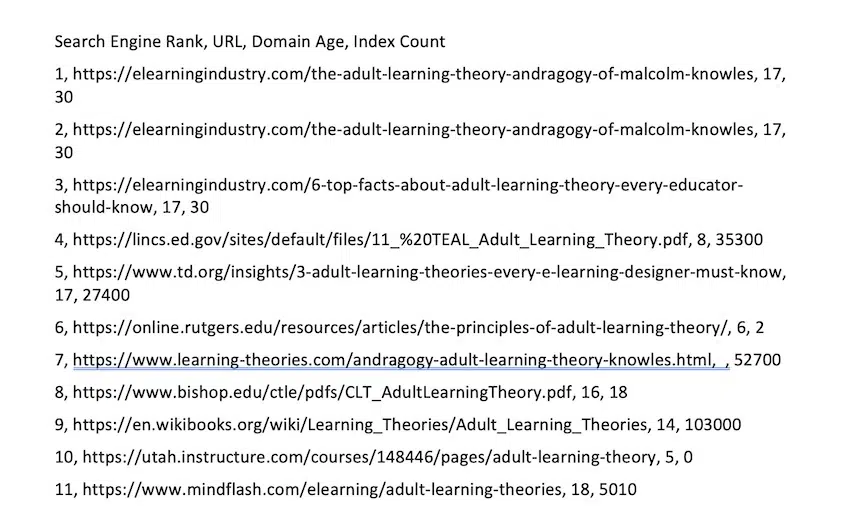 Search Engine Rank, URL, Domain Age, Index Count
1, https://elearningindustry.com/the-adult-learning-theory-andragogy-of-malcolm-knowles, 17,
30
2, https://elearningindustry.com/the-adult-learning-theory-andragogy-of-malcolm-knowles, 17,
30
3, https://elearningindustry.com/6-top-facts-about-adult-learning-theory-every-educator-
should-know, 17, 30
4, https://lincs.ed.gov/sites/default/files/11_%20TEAL_Adult_Learning_Theory.pdf, 8, 35300
5, https://www.td.org/insights/3-adult-learning-theories-every-e-learning-designer-must-know,
17, 27400
6, https://online.rutgers.edu/resources/articles/the-principles-of-adult-learning-theory/, 6, 2
7, https://www.learning-theories.com/andragogy-adult-learning-theory-knowles.html, , 52700
8, https://www.bishop.edu/ctle/pdfs/CLT_AdultLearningTheory.pdf, 16, 18
9, https://en.wikibooks.org/wiki/Learning_Theories/Adult_Learning_Theories, 14, 103000
10, https://utah.instructure.com/courses/148446/pages/adult-learning-theory, 5, 0
11, https://www.mindflash.com/elearning/adult-learning-theories, 18, 5010